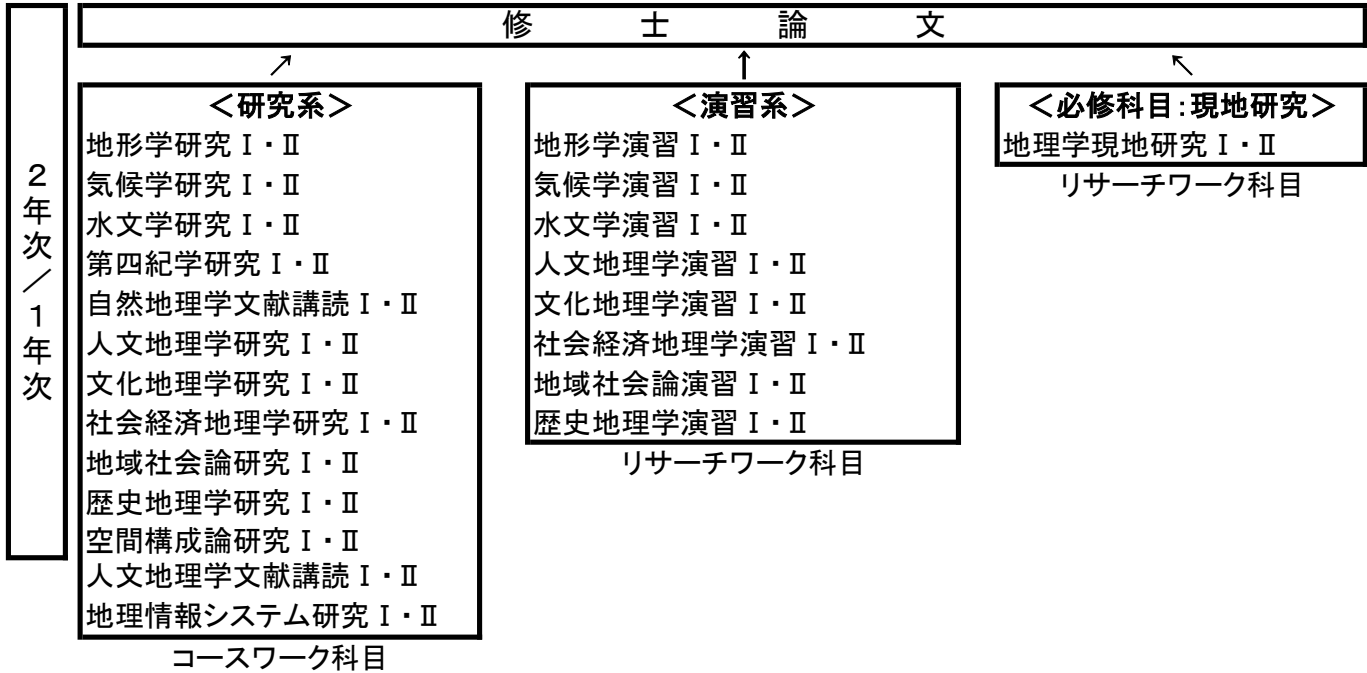 修士論文
２年次／１年次
↗
↑
↖
＜研究系＞
地形学研究Ⅰ・Ⅱ
気候学研究Ⅰ・Ⅱ
水文学研究Ⅰ・Ⅱ
第四紀学研究Ⅰ・Ⅱ
自然地理学文献講読Ⅰ・Ⅱ
人文地理学研究Ⅰ・Ⅱ
文化地理学研究Ⅰ・Ⅱ
社会経済地理学研究Ⅰ・Ⅱ
地域社会論研究Ⅰ・Ⅱ
歴史地理学研究Ⅰ・Ⅱ
空間構成論研究Ⅰ・Ⅱ
人文地理学文献講読Ⅰ・Ⅱ
地理情報システム研究Ⅰ・Ⅱ
コースワーク科目
＜演習系＞
地形学演習Ⅰ・Ⅱ
気候学演習Ⅰ・Ⅱ
水文学演習Ⅰ・Ⅱ
人文地理学演習Ⅰ・Ⅱ
文化地理学演習Ⅰ・Ⅱ
社会経済地理学演習Ⅰ・Ⅱ
地域社会論演習Ⅰ・Ⅱ
歴史地理学演習Ⅰ・Ⅱ
リサーチワーク科目
＜必修科目：現地研究＞
地理学現地研究Ⅰ・Ⅱ
リサーチワーク科目